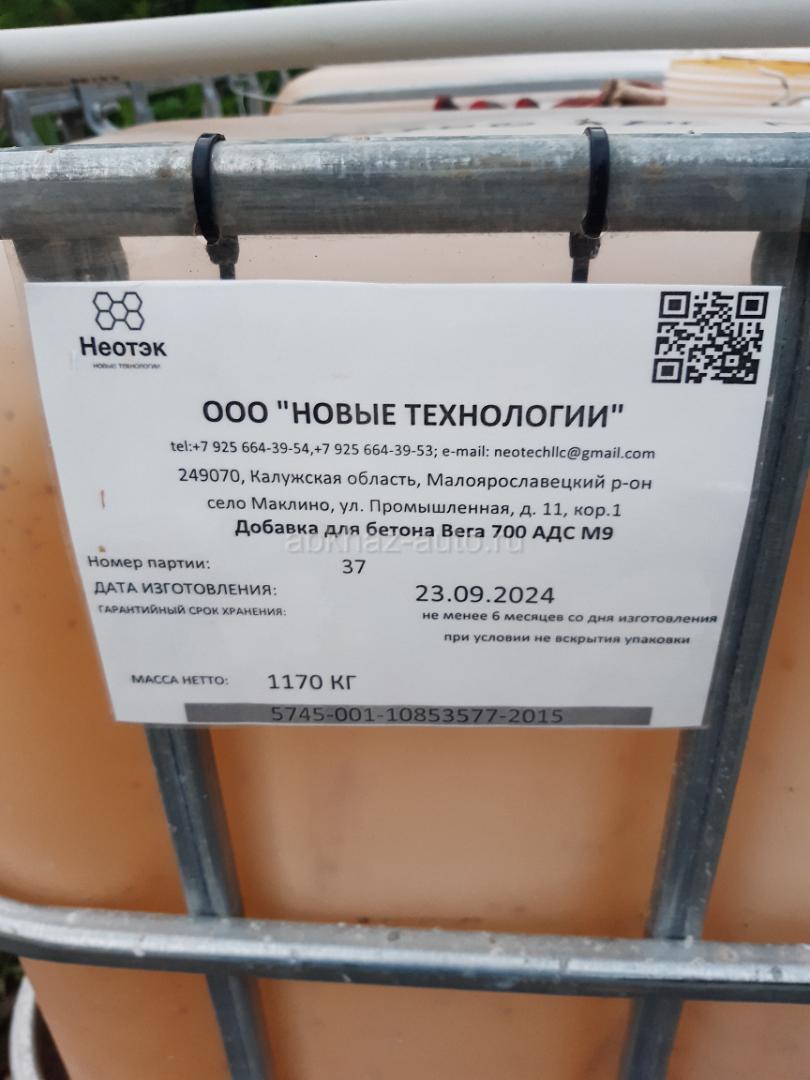 Неотэк
НОВЫЕ ТЕХНОЛОГИИ
ООО "НОВЫЕ ТЕХНОЛОГИИ"
tel:+7 925 664-39-54,+7 925 664-39-53; e-mail: neotechllc@gmail.com
249070, Калужская область, Малоярославецкий р-он
село Маклино, ул. Промышленная, д. 11, кор.1
Добавка для бетона Вега 700 АДС М9
abkhaz-auto.ru
Номер партии: 37
ДАТА ИЗГОТОВЛЕНИЯ: 23.09.2024
ГАРАНТИЙНЫЙ СРОК ХРАНЕНИЯ: не менее 6 месяцев со дня изготовления
при условии не вскрытия упаковки
МАССА НЕТТО: 1170 КГ
5745-001-10853577-2015